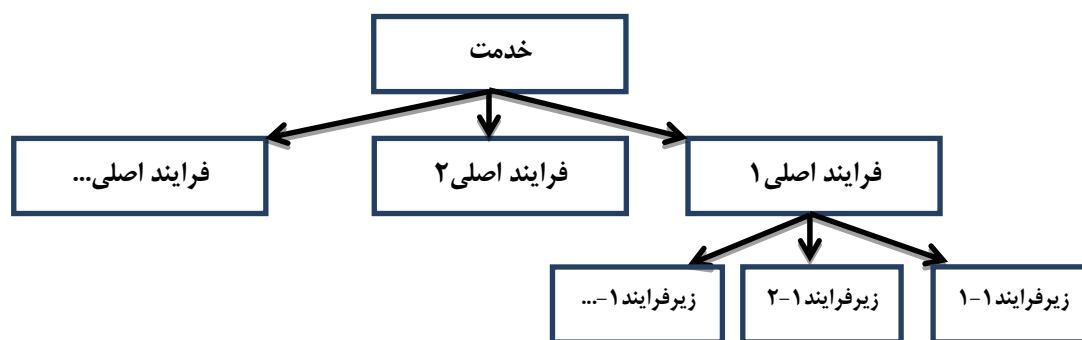 خدمت
فرایند اصلی۱
فرایند اصلی۲
فرایند اصلی...
زیرفرایند۱-۱
زیرفرایند۱-۲
زیرفرایند۱-...